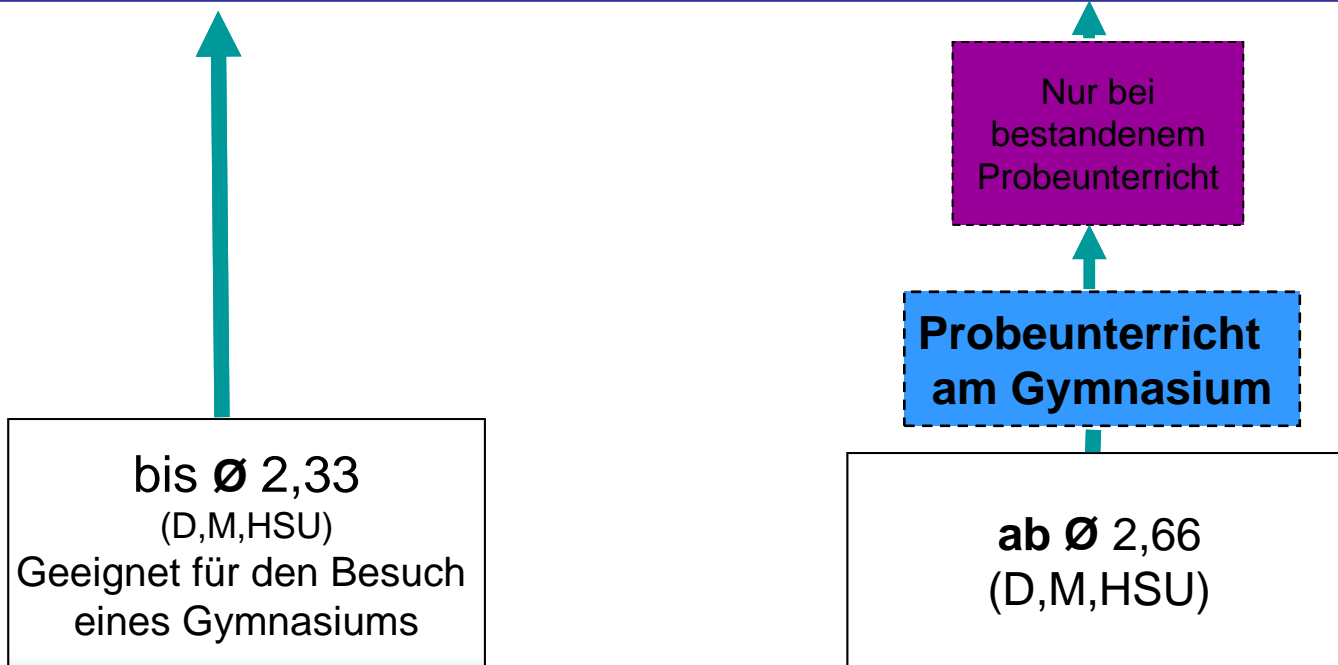 Nur bei
bestandenem
Probeunterricht
Probeunterricht
am Gymnasium
bis Ø 2,33
(D,M,HSU)
Geeignet für den Besuch
eines Gymnasiums
ab Ø 2,66
(D,M,HSU)